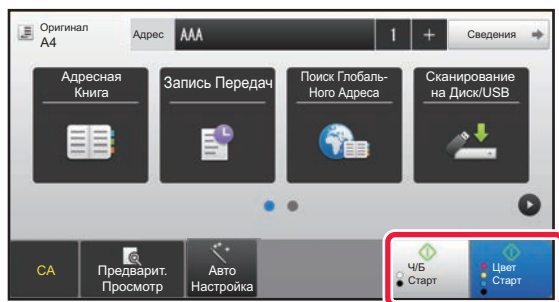 Оригинал
A4
Адрес
AAA
1
+
Сведения
Адресная
Книга
Запись Передач
Поиск Глобаль-
Ного Адреса
Сканирование
на Диск/USB
CA
Предварит.
Просмотр
Авто
Настройка
Ч/Б
Старт
Цвет
Старт